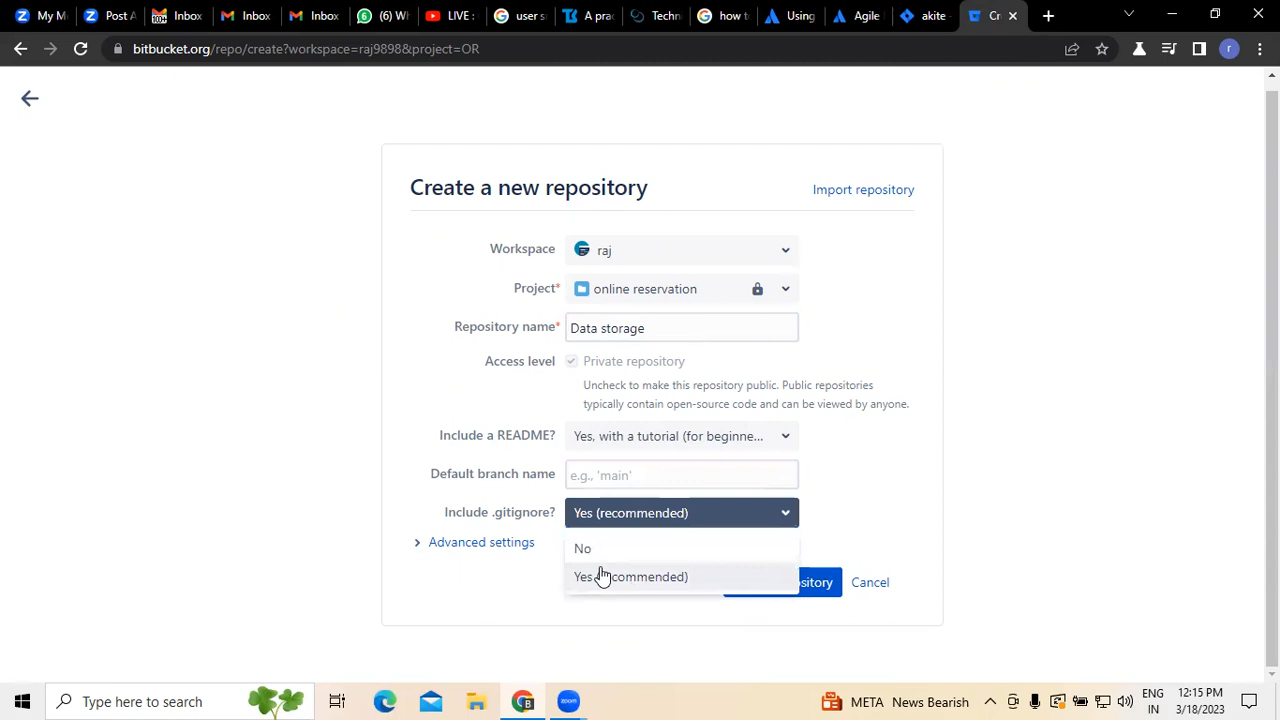 My M
Post A
Inbox
Inbox
Inbox
(6) W
LIVE :
user s
A prac
Techn
how to
Using
Agile
akite
Cr
bitbucket.org/repo/create?workspace=raj9898&project=OR
r
Create a new repository
Import repository
Workspace
raj
Project*
online reservation
Repository name*
Data storage
Access level
Private repository
Uncheck to make this repository public. Public repositories
typically contain open-source code and can be viewed by anyone.
Include a README?
Yes, with a tutorial (for beginne...
Default branch name
e.g., 'main'
Include .gitignore?
Yes (recommended)
Advanced settings
No
Yes
Cancel
Type here to search
zoom
META News Bearish
ENG
IN
12:15 PM
3/18/2023